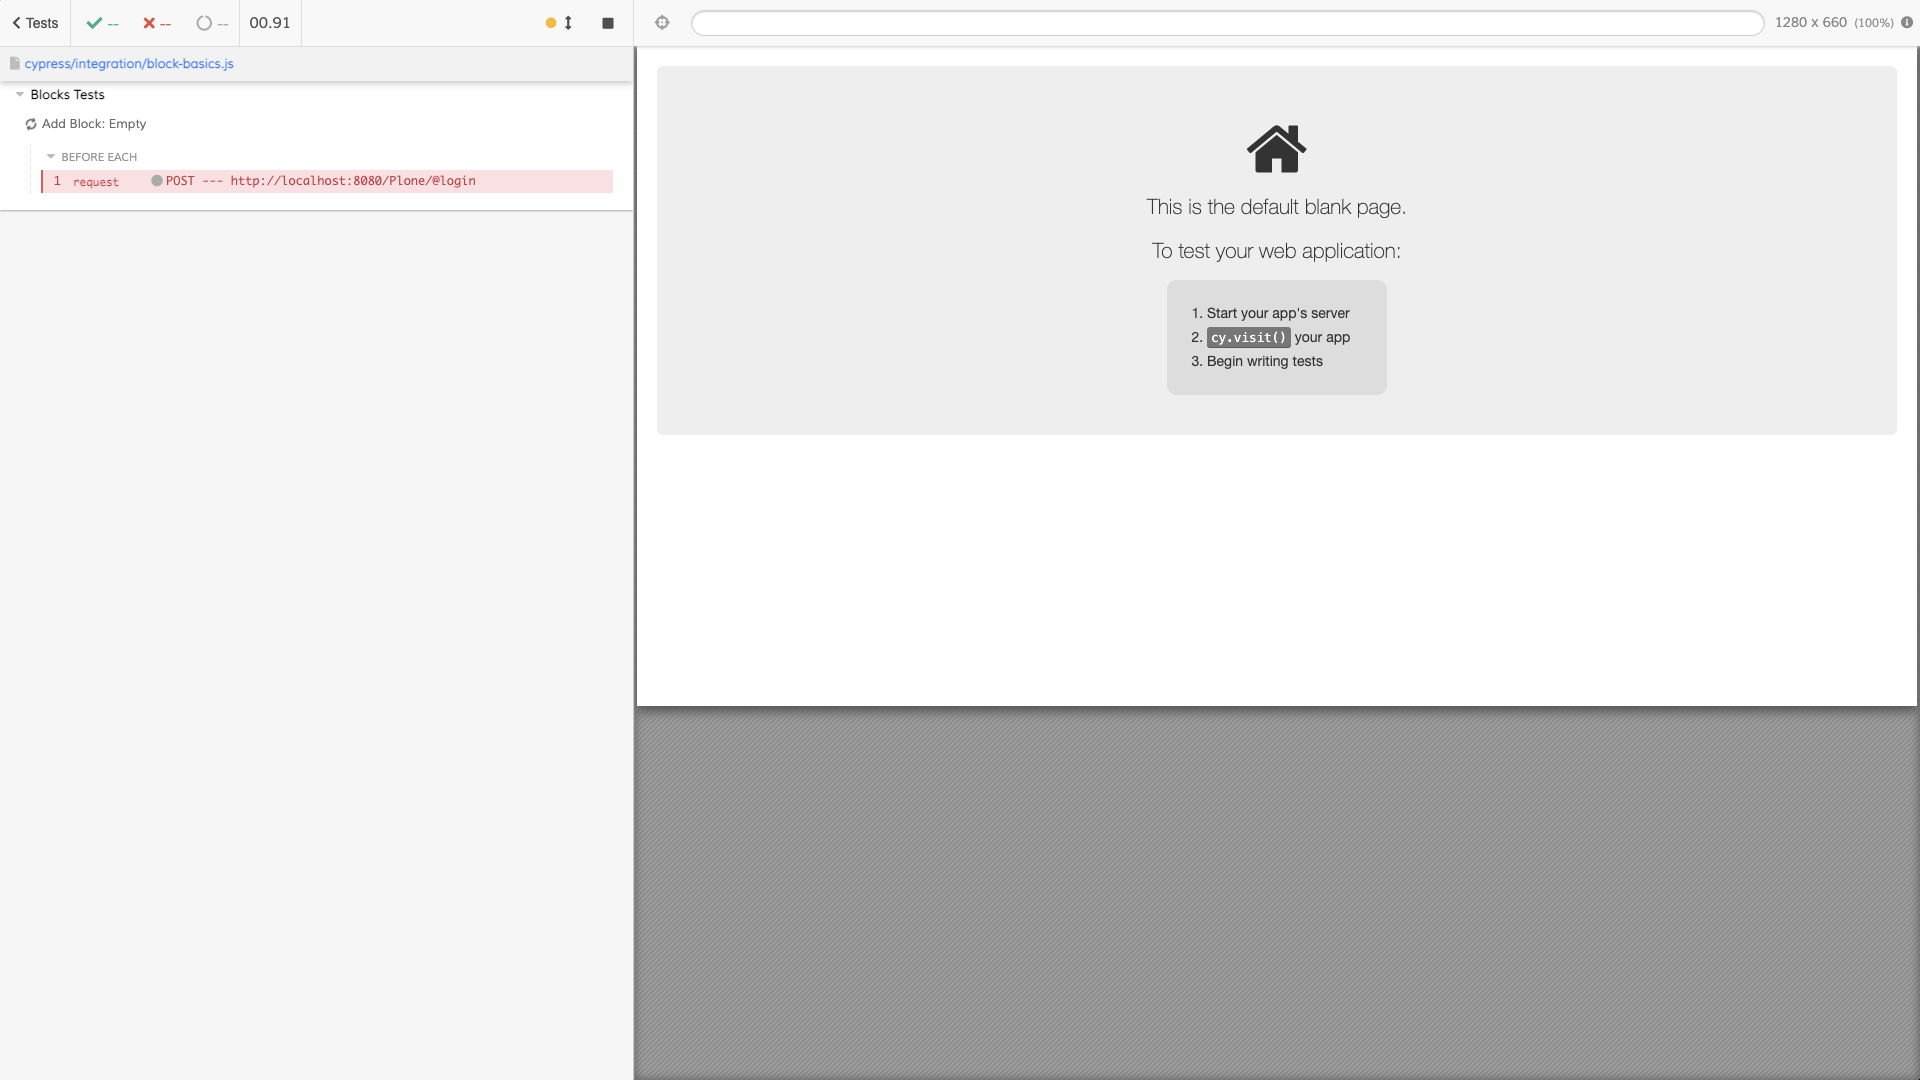 Tests -- -- -- 00.91
1280 x 660 (100%)
cypress/integration/block-basics.js
Blocks Tests
Add Block: Empty
BEFORE EACH
1 request POST --- http://localhost:8080/Plone/@login
This is the default blank page.
To test your web application:
1. Start your app's server
2. cy.visit() your app
3. Begin writing tests